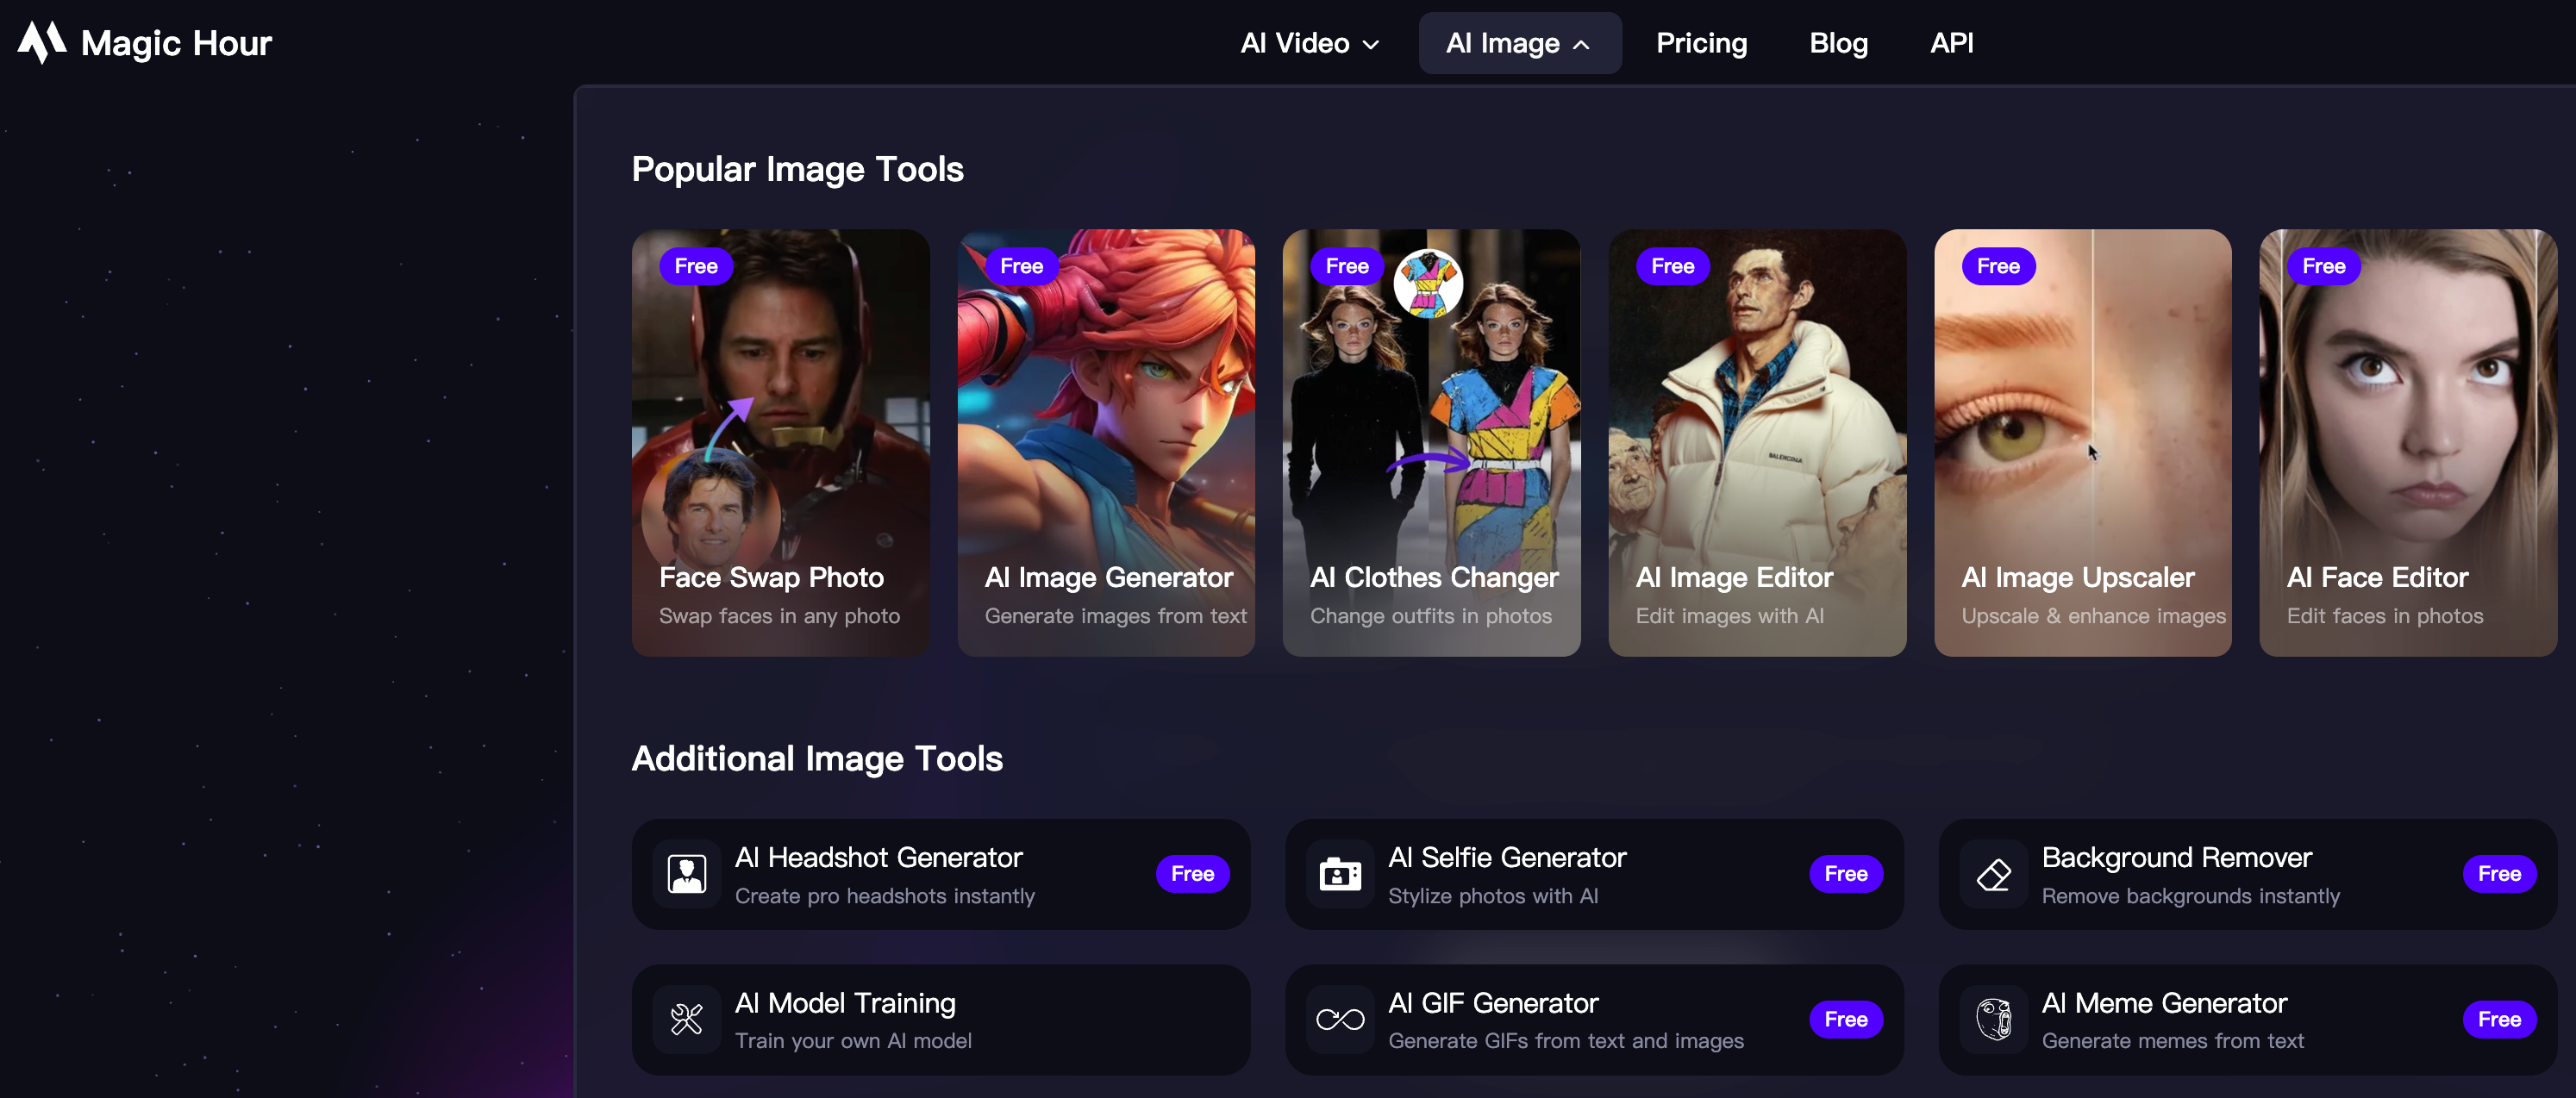 Magic Hour
AI Video
AI Image
Pricing
Blog
API
Popular Image Tools
Free
Face Swap Photo
Swap faces in any photo
Free
AI Image Generator
Generate images from text
Free
AI Clothes Changer
Change outfits in photos
Free
BALENCIAGA
AI Image Editor
Edit images with AI
Free
AI Image Upscaler
Upscale & enhance images
Free
AI Face Editor
Edit faces in photos
Additional Image Tools
AI Headshot Generator
Create pro headshots instantly
Free
AI Selfie Generator
Stylize photos with AI
Free
Background Remover
Remove backgrounds instantly
Free
AI Model Training
Train your own AI model
AI GIF Generator
Generate GIFs from text and images
Free
AI Meme Generator
Generate memes from text
Free